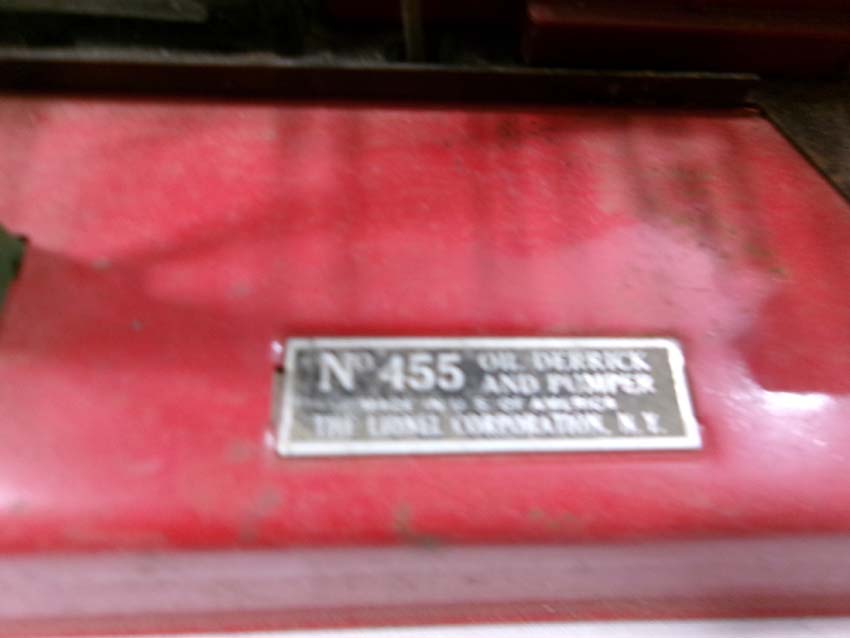 No 455 OIL DERRICK
AND PUMPER
MADE IN U. S. OF AMERICA
THE LIONEL CORPORATION, N. Y.